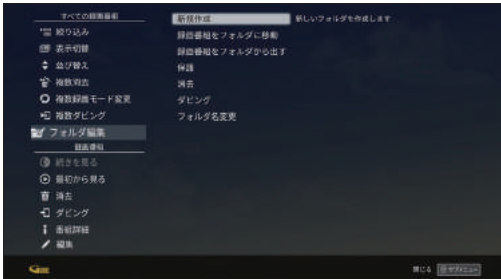 すべての録画番組
絞り込み
表示切替
並び替え
複数消去
複数録画モード変更
複数ダビング
フォルダ編集
録画番組
続きを見る
最初から見る
消去
ダビング
番組詳細
編集
新規作成
新しいフォルダを作成します
録画番組をフォルダに移動
録画番組をフォルダから出す
保護
消去
ダビング
フォルダ名変更
閉じる
サブメニュー